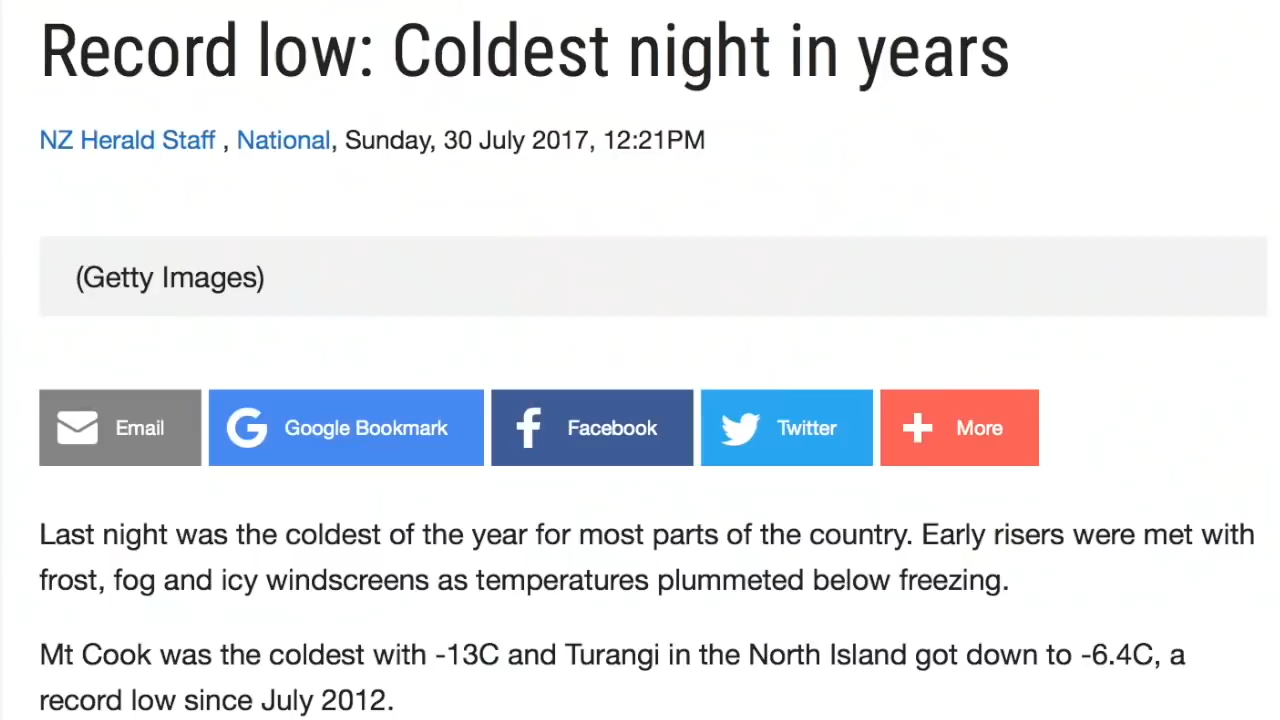 Record low: Coldest night in years
NZ Herald Staff , National, Sunday, 30 July 2017, 12:21PM
(Getty Images)
Email Google Bookmark Facebook Twitter More
Last night was the coldest of the year for most parts of the country. Early risers were met with
frost, fog and icy windscreens as temperatures plummeted below freezing.
Mt Cook was the coldest with -13C and Turangi in the North Island got down to -6.4C, a
record low since July 2012.